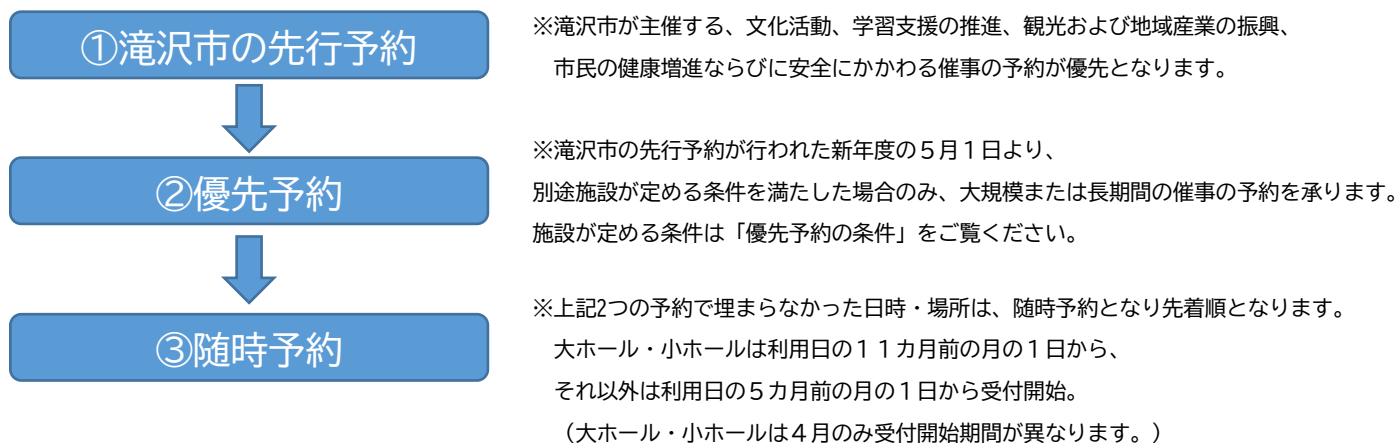 ①滝沢市の先行予約
※滝沢市が主催する、文化活動、学習支援の推進、観光および地域産業の振興、
市民の健康増進ならびに安全にかかわる催事の予約が優先となります。
②優先予約
※滝沢市の先行予約が行われた新年度の５月１日より、
別途施設が定める条件を満たした場合のみ、大規模または長期間の催事の予約を承ります。
施設が定める条件は「優先予約の条件」をご覧ください。
③随時予約
※上記2つの予約で埋まらなかった日時・場所は、随時予約となり先着順となります。
大ホール・小ホールは利用日の１１カ月前の月の１日から、
それ以外は利用日の５カ月前の月の１日から受付開始。
（大ホール・小ホールは４月のみ受付開始期間が異なります。）